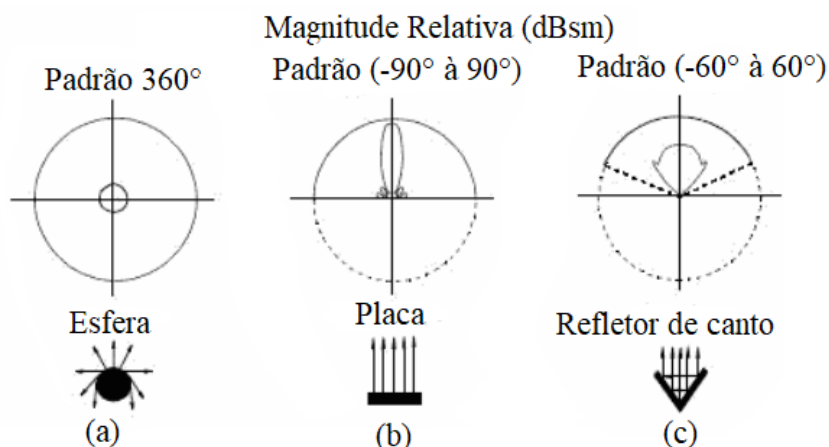 Magnitude Relativa (dBsm)
Padrão 360°
Padrão (-90° à 90°)
Padrão (-60° à 60°)
Esfera
Placa
Refletor de canto
(a)
(b)
(c)